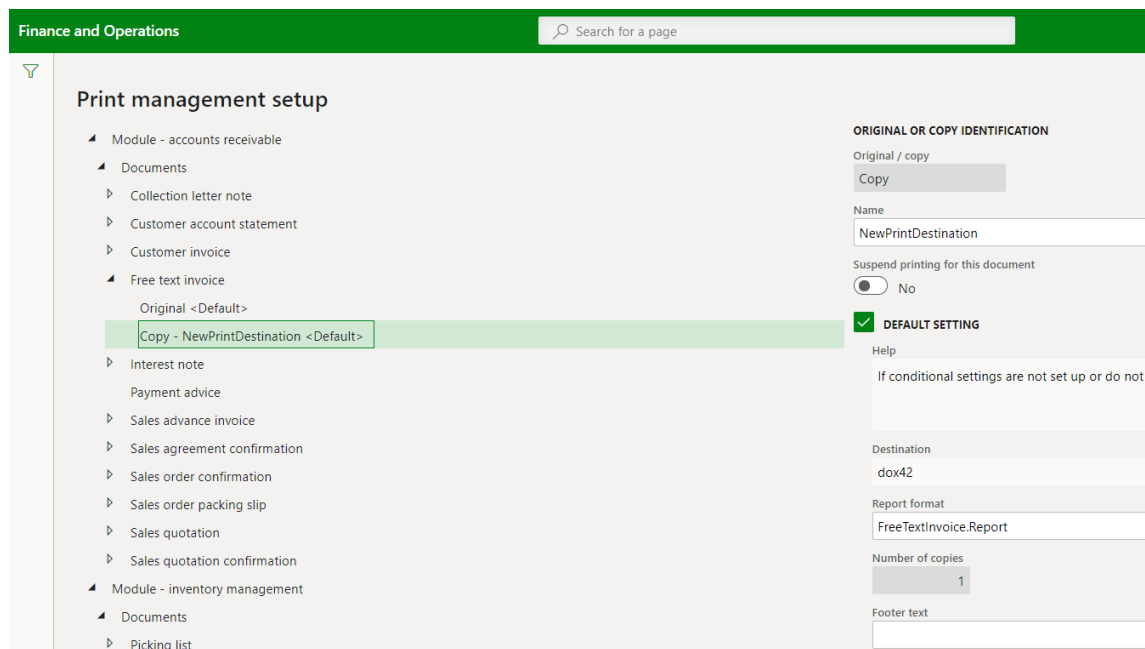 Finance and Operations
Search for a page
Print management setup
Module - accounts receivable
Documents
Collection letter note
Customer account statement
Customer invoice
Free text invoice
Original <Default>
Copy - NewPrintDestination <Default>
Interest note
Payment advice
Sales advance invoice
Sales agreement confirmation
Sales order confirmation
Sales order packing slip
Sales quotation
Sales quotation confirmation
Module - inventory management
Documents
Picking list
ORIGINAL OR COPY IDENTIFICATION
Original / copy
Copy
Name
NewPrintDestination
Suspend printing for this document
No
DEFAULT SETTING
Help
If conditional settings are not set up or do not
Destination
dox42
Report format
FreeTextInvoice.Report
Number of copies
1
Footer text